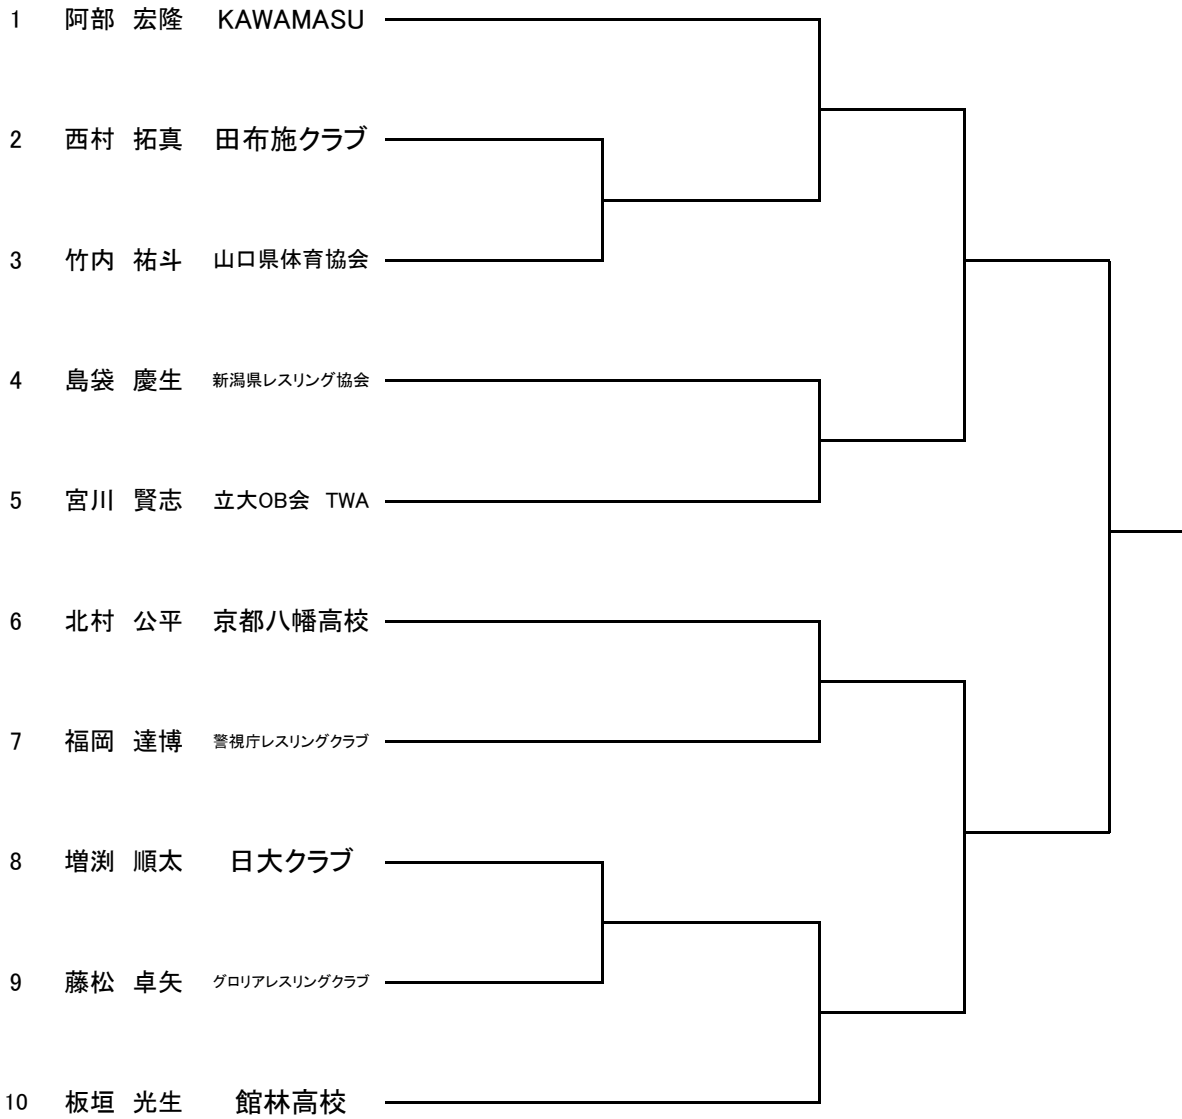 1 阿部 宏隆 KAWAMASU
2 西村 拓真 田布施クラブ
3 竹内 祐斗 山口県体育協会
4 島袋 慶生 新潟県レスリング協会
5 宮川 賢志 立大OB会 TWA
6 北村 公平 京都八幡高校
7 福岡 達博 警視庁レスリングクラブ
8 増渕 順太 日大クラブ
9 藤松 卓矢 グロリアレスリングクラブ
10 板垣 光生 館林高校